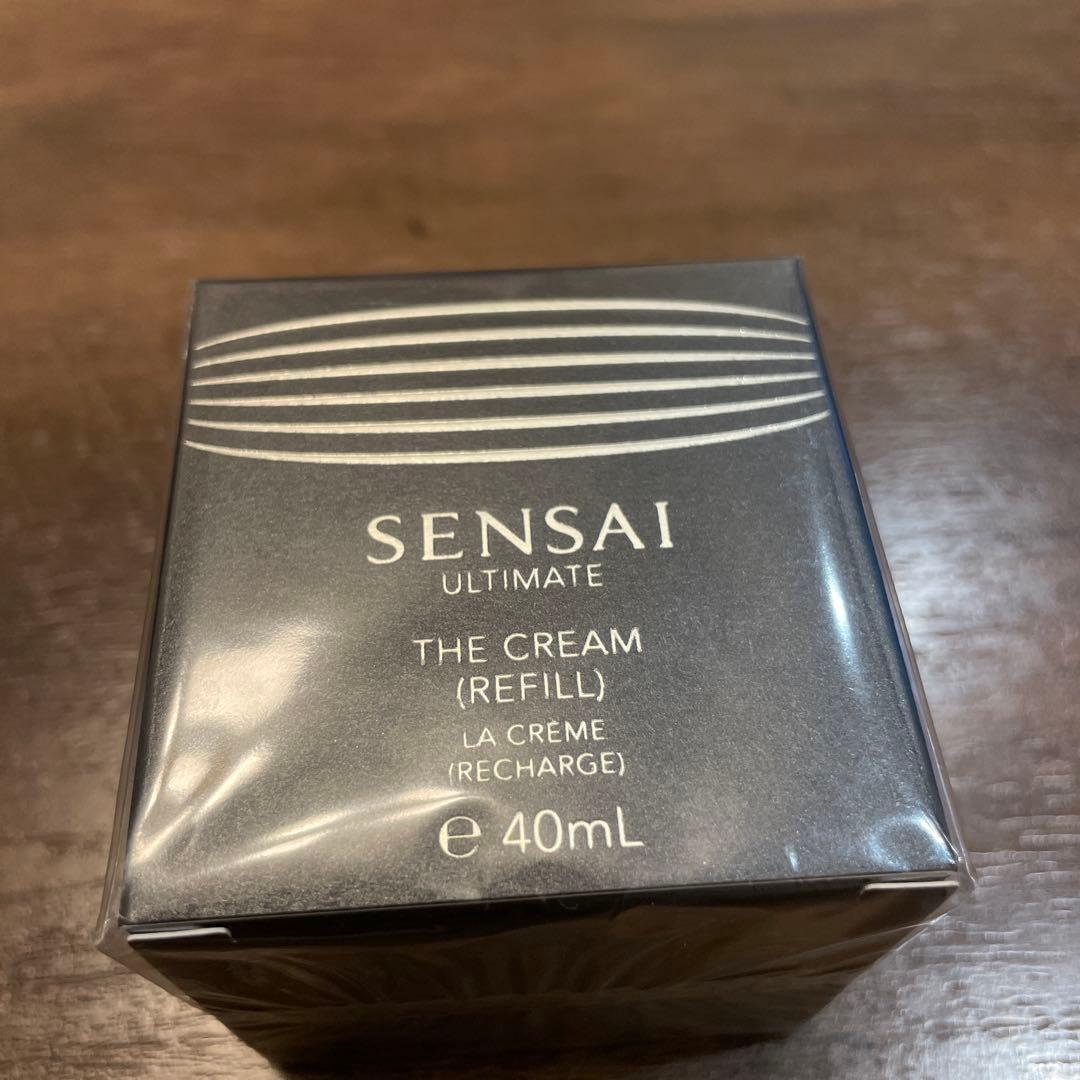 SENSAI
ULTIMATE
THE CREAM
(REFILL)
LA CRÈME
(RECHARGE)
℮ 40mL